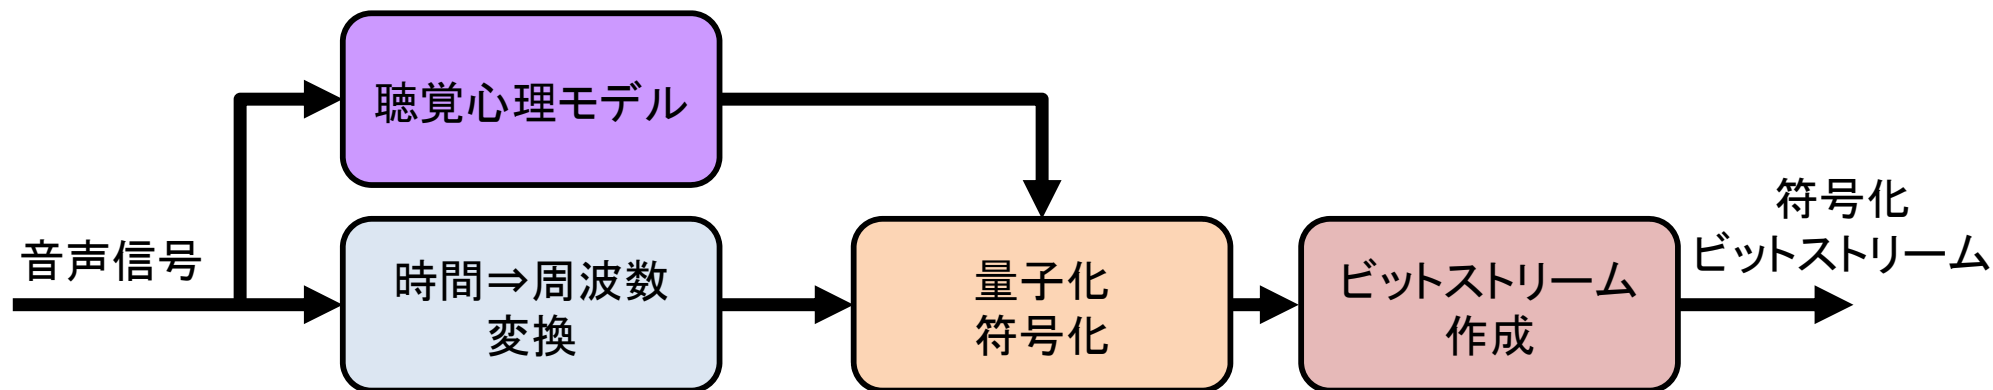 聴覚心理モデル
音声信号
時間⇒周波数
変換
量子化
符号化
ビットストリーム
作成
符号化
ビットストリーム